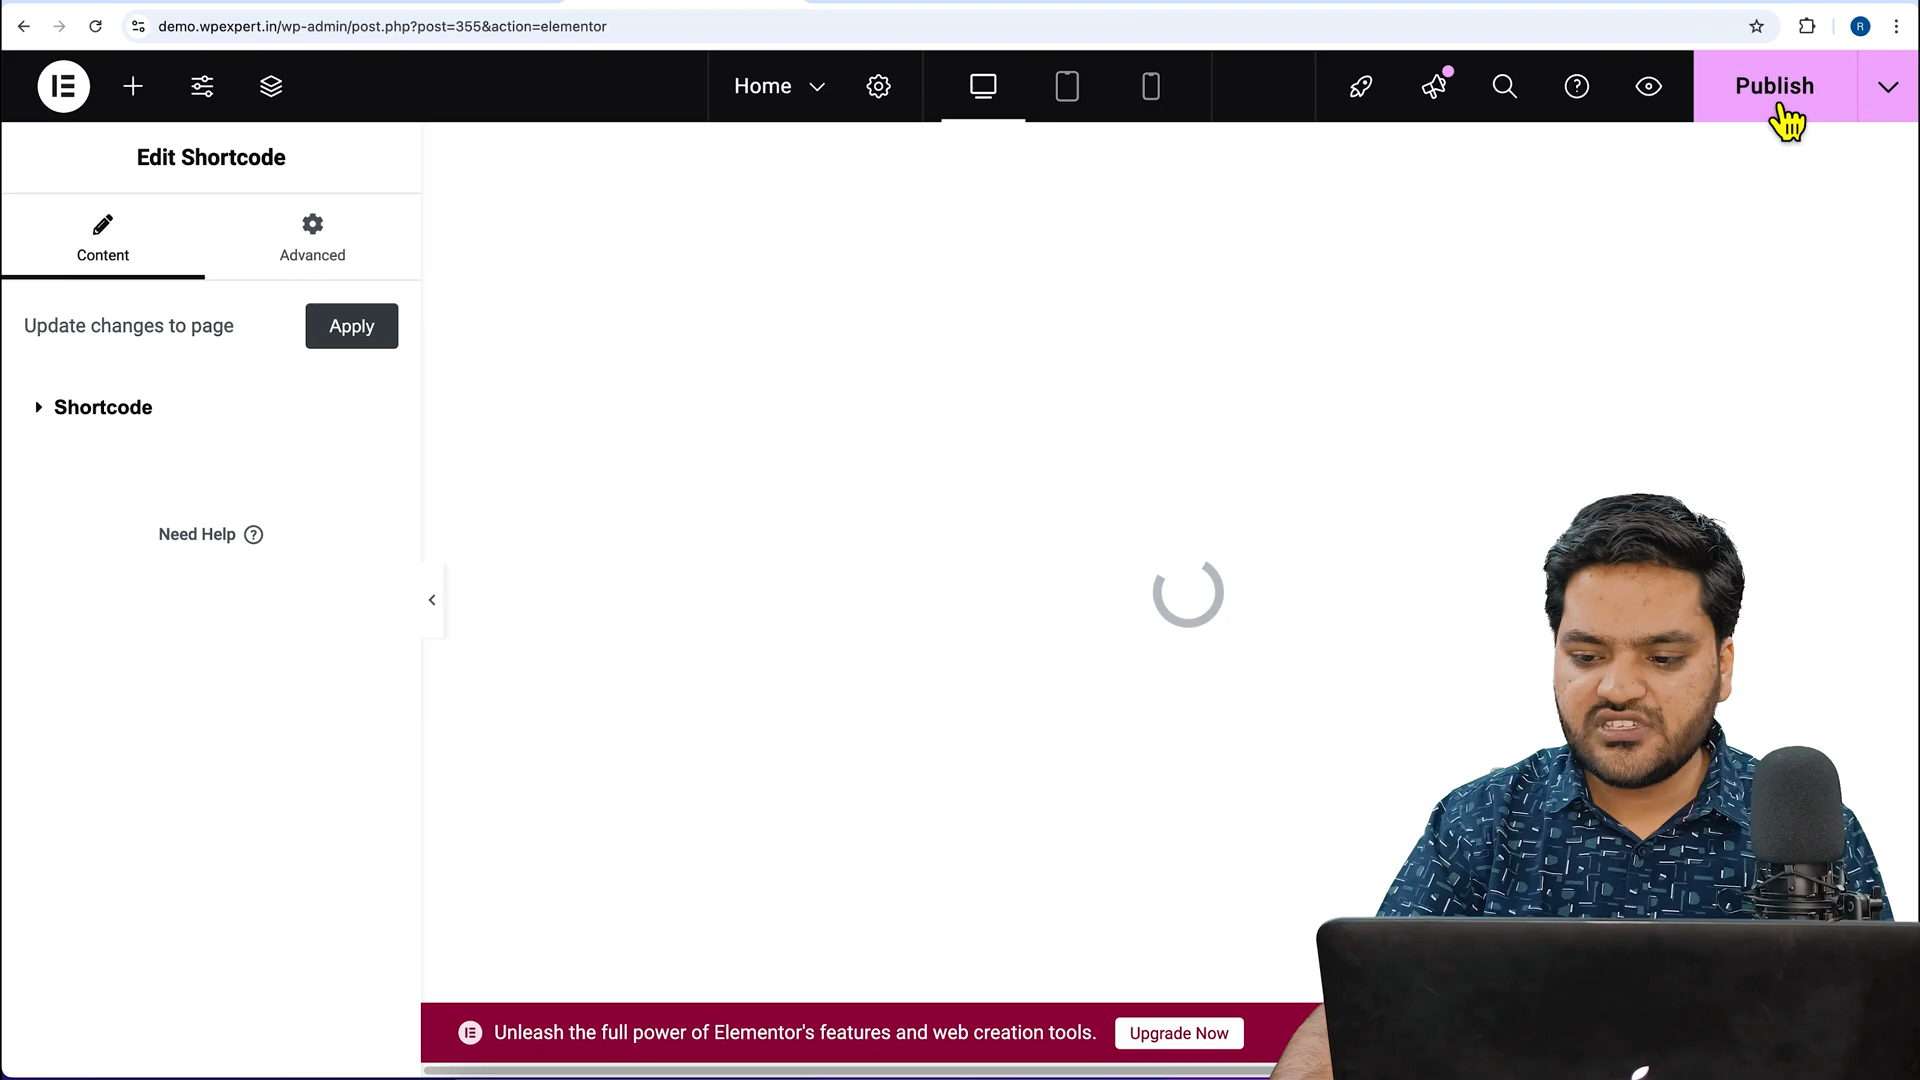 demo.wpexpert.in/wp-admin/post.php?post=355&action=elementor
R
Home
Publish
Edit Shortcode
Content
Advanced
Update changes to page
Apply
Shortcode
Need Help ?
Unleash the full power of Elementor's features and web creation tools.
Upgrade Now